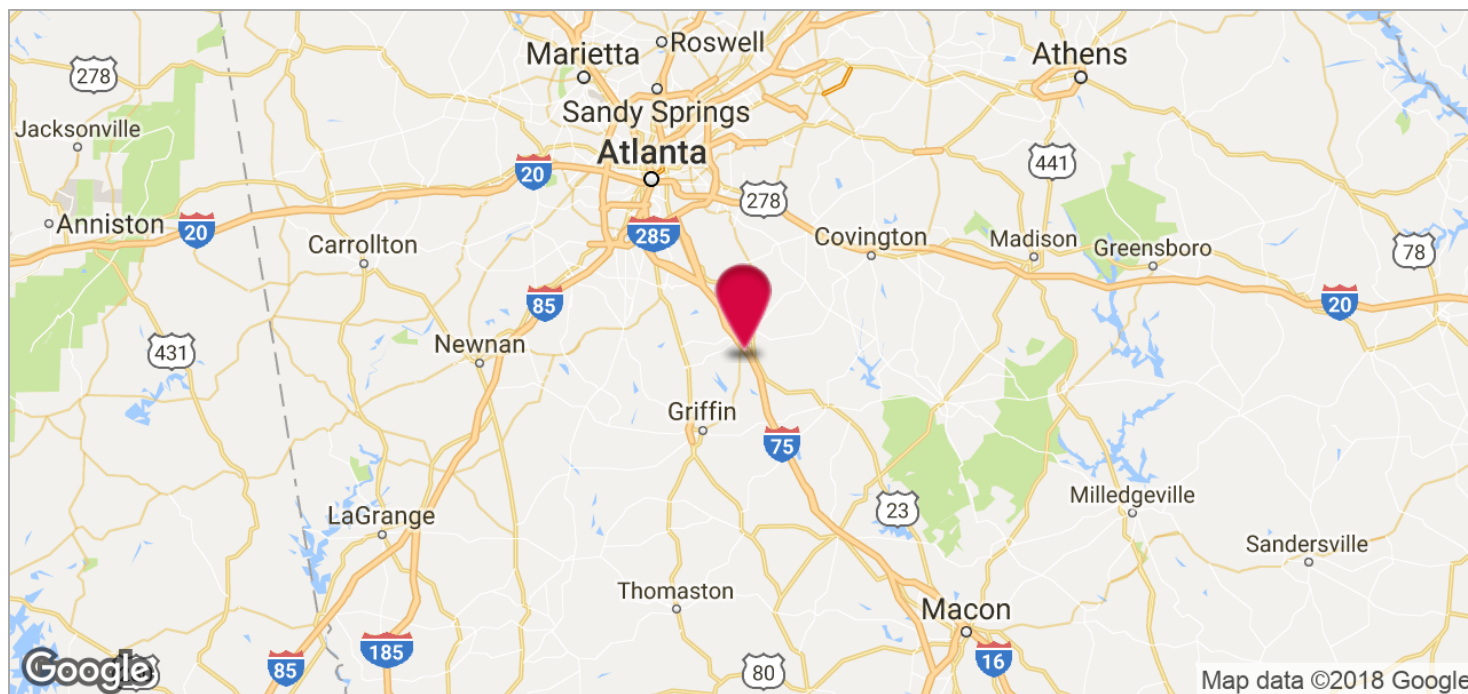 Marietta
Roswell
Athens
278
Jacksonville
Sandy Springs
Atlanta
441
20
278
Anniston
20
Carrollton
285
Covington
Madison
Greensboro
78
85
20
431
Newnan
Griffin
75
LaGrange
23
Milledgeville
Sandersville
Thomaston
Macon
85
185
80
16
Google
Map data ©2018 Google